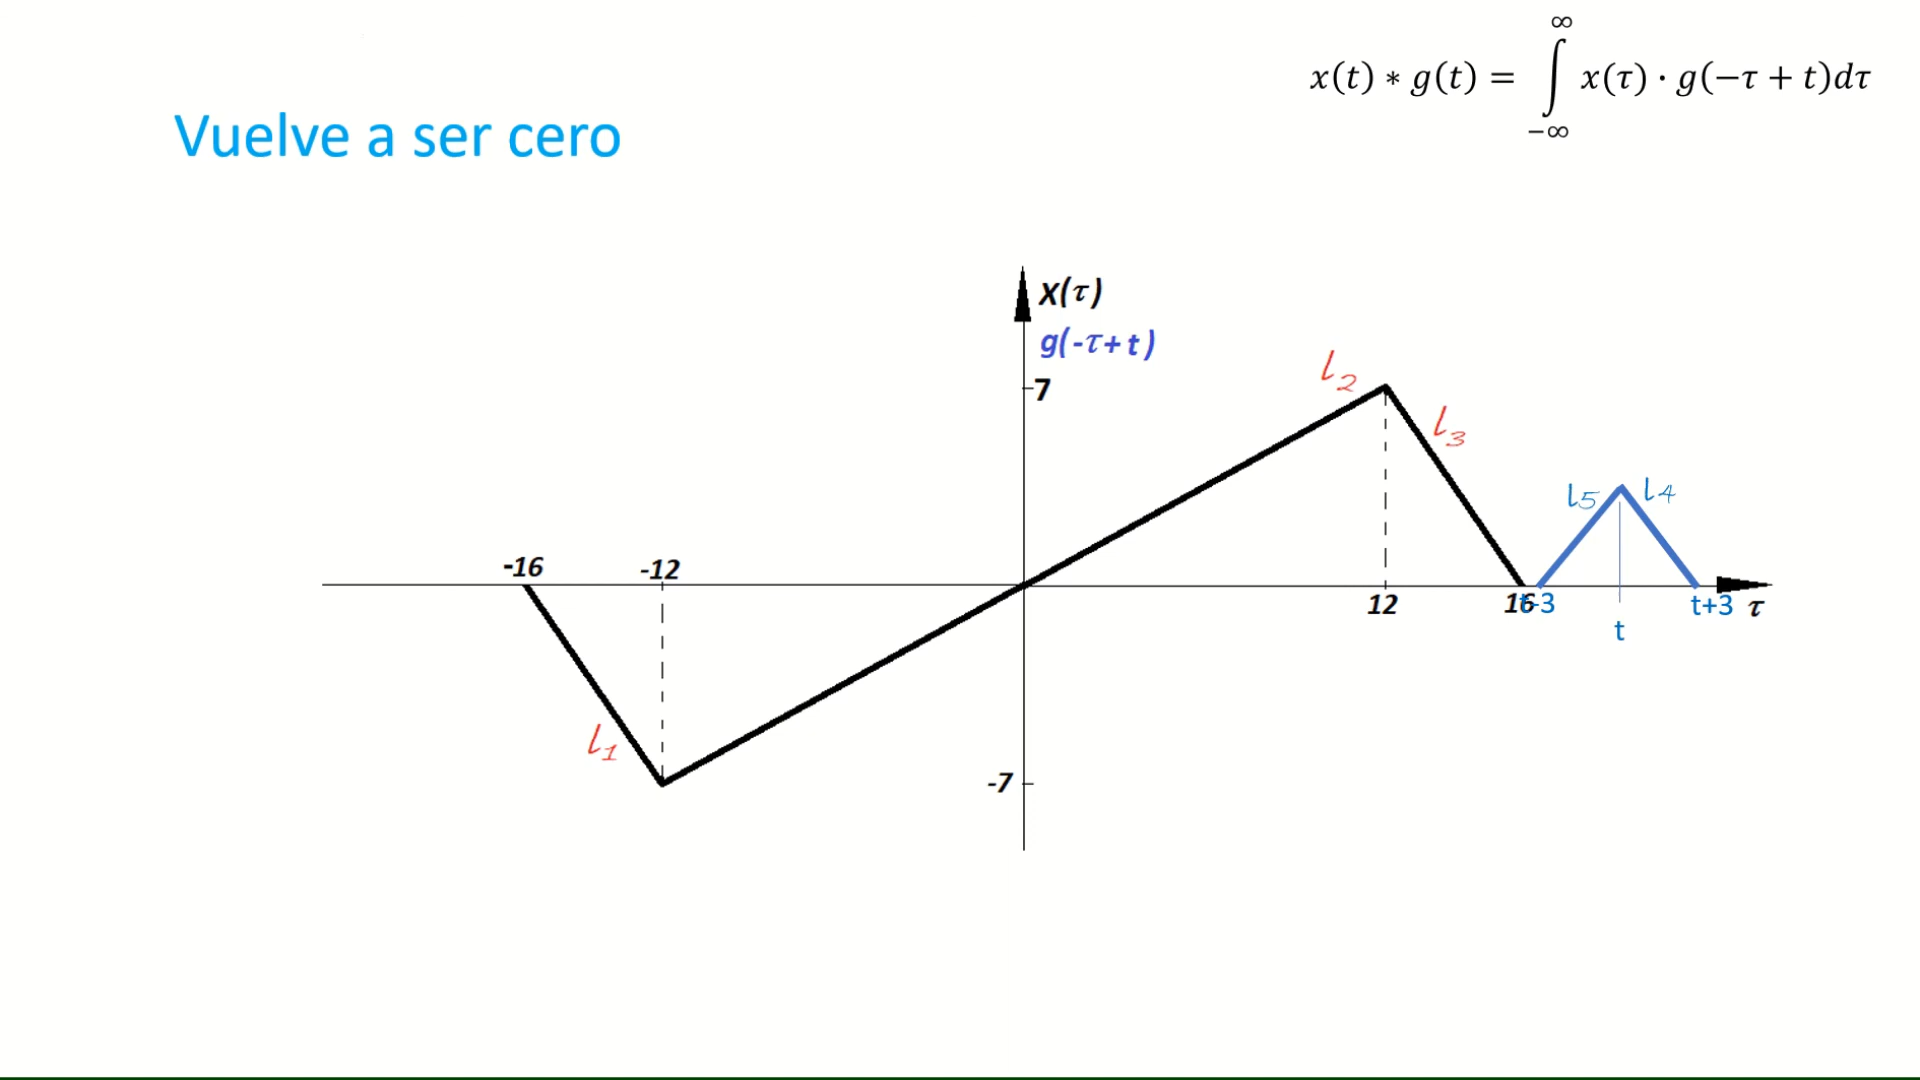 ∞
x(t) ∗ g(t) = ∫ x(τ) · g(−τ + t)dτ
−∞
Vuelve a ser cero
X(τ)
g(-τ+t)
7
l2
l3
l5 l4
-16
-12
12
16
t-3
t+3
τ
t
l1
-7